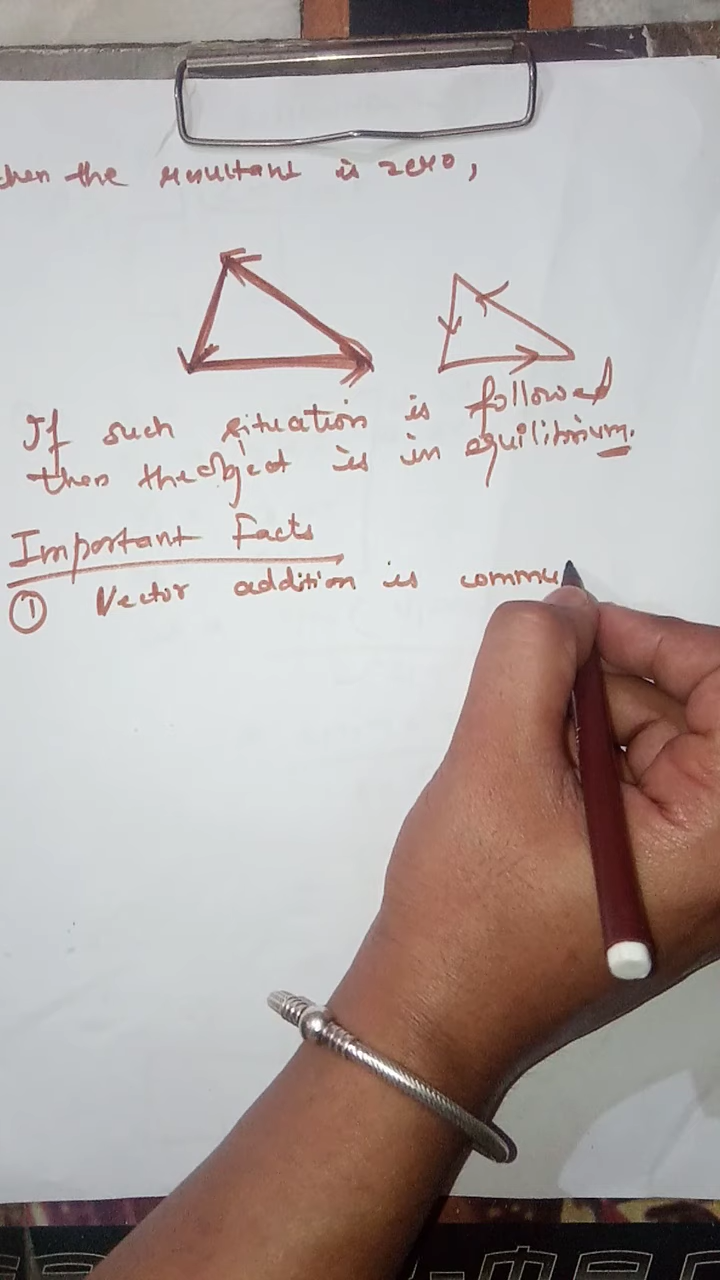 then the resultant is zero,
If such situation is followed
then the object is in equilibrium.
Important Facts
① Vector addition is commu